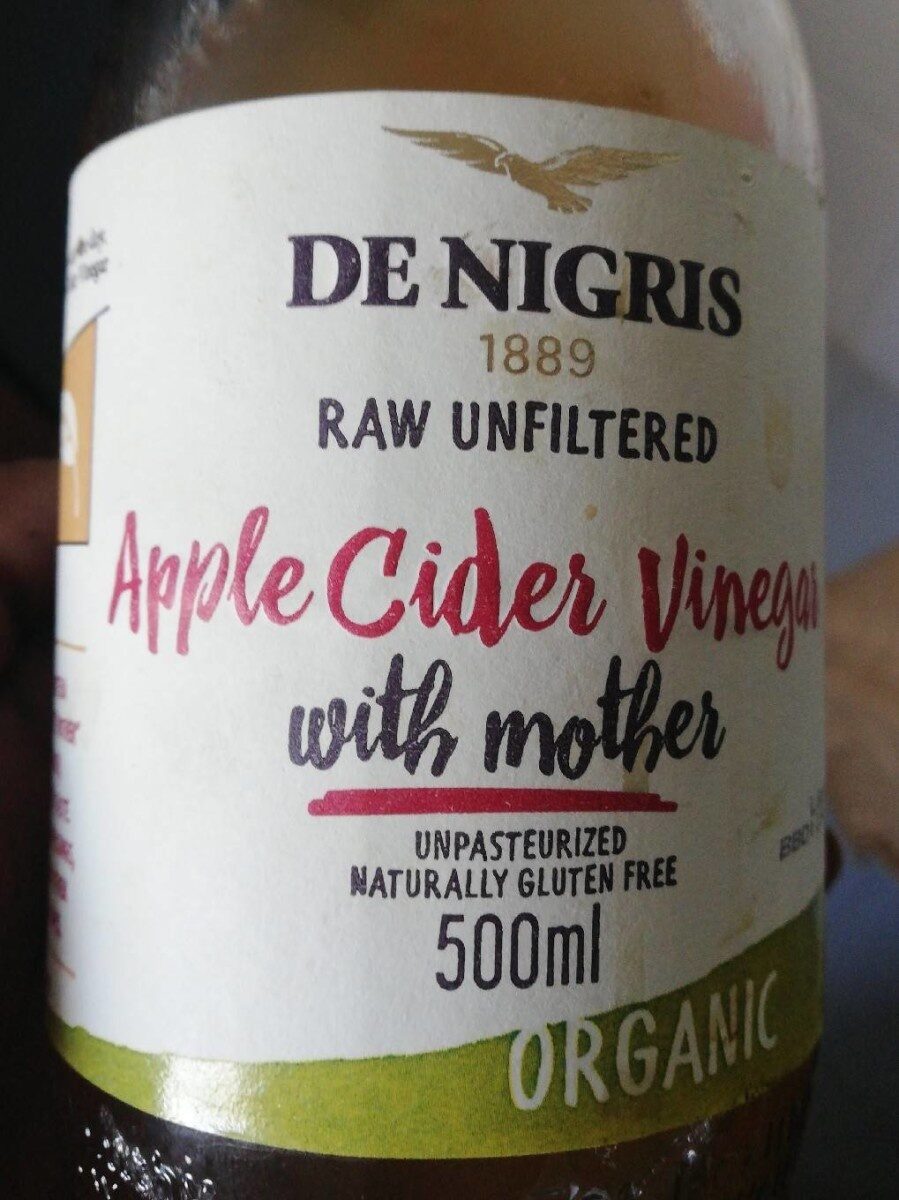 DE NIGRIS
1889
RAW UNFILTERED
Apple Cider Vinegar
with mother
UNPASTEURIZED
NATURALLY GLUTEN FREE
500ml
ORGANIC